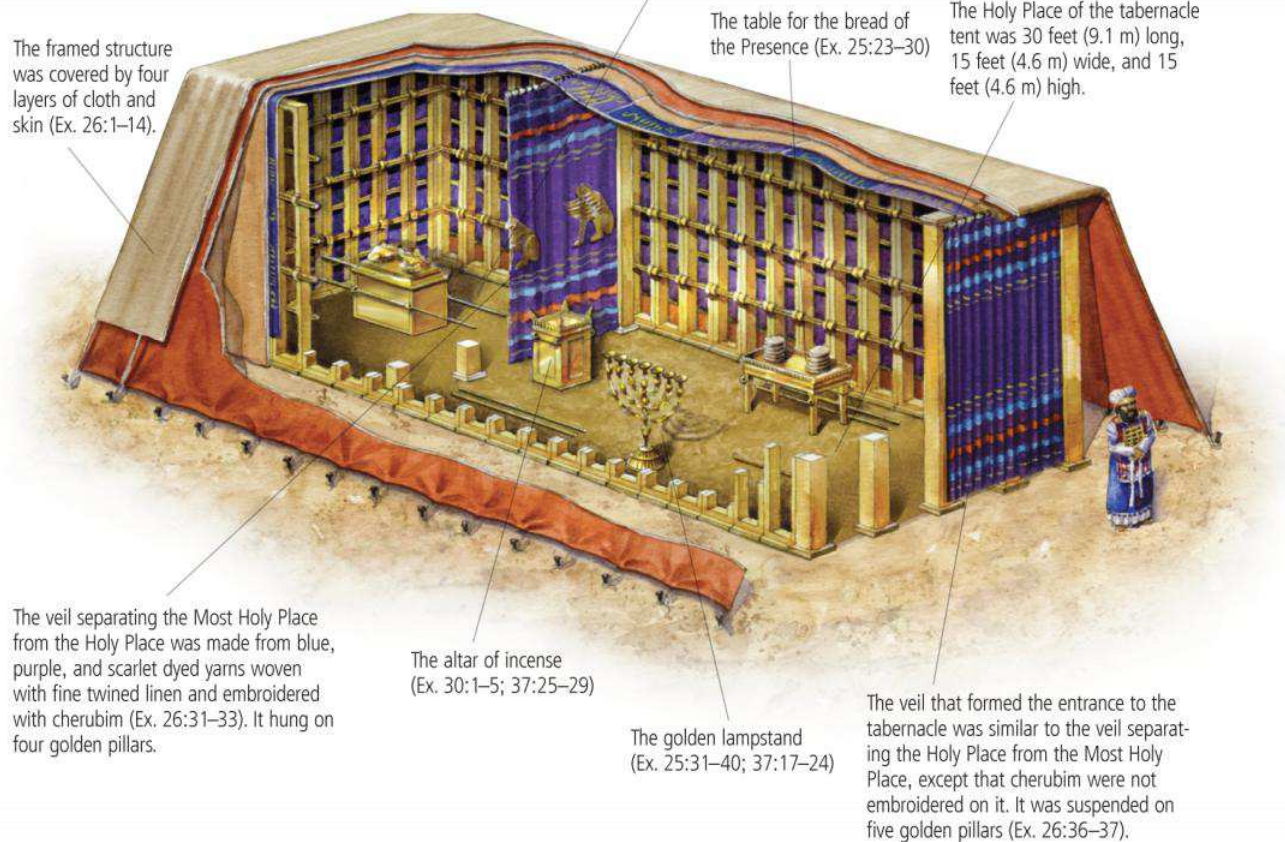 The framed structure
was covered by four
layers of cloth and
skin (Ex. 26:1–14).
The table for the bread of
the Presence (Ex. 25:23–30)
The Holy Place of the tabernacle
tent was 30 feet (9.1 m) long,
15 feet (4.6 m) wide, and 15
feet (4.6 m) high.
The veil separating the Most Holy Place
from the Holy Place was made from blue,
purple, and scarlet dyed yarns woven
with fine twined linen and embroidered
with cherubim (Ex. 26:31–33). It hung on
four golden pillars.
The altar of incense
(Ex. 30:1–5; 37:25–29)
The golden lampstand
(Ex. 25:31–40; 37:17–24)
The veil that formed the entrance to the
tabernacle was similar to the veil separat-
ing the Holy Place from the Most Holy
Place, except that cherubim were not
embroidered on it. It was suspended on
five golden pillars (Ex. 26:36–37).